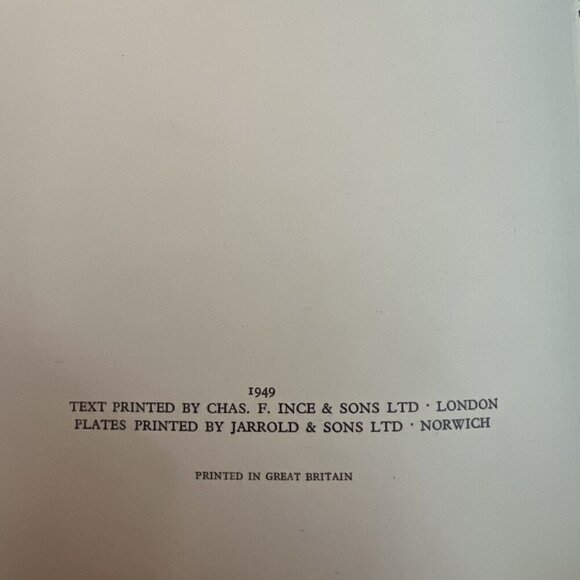 1949
TEXT PRINTED BY CHAS. F. INCE & SONS LTD · LONDON
PLATES PRINTED BY JARROLD & SONS LTD · NORWICH
PRINTED IN GREAT BRITAIN